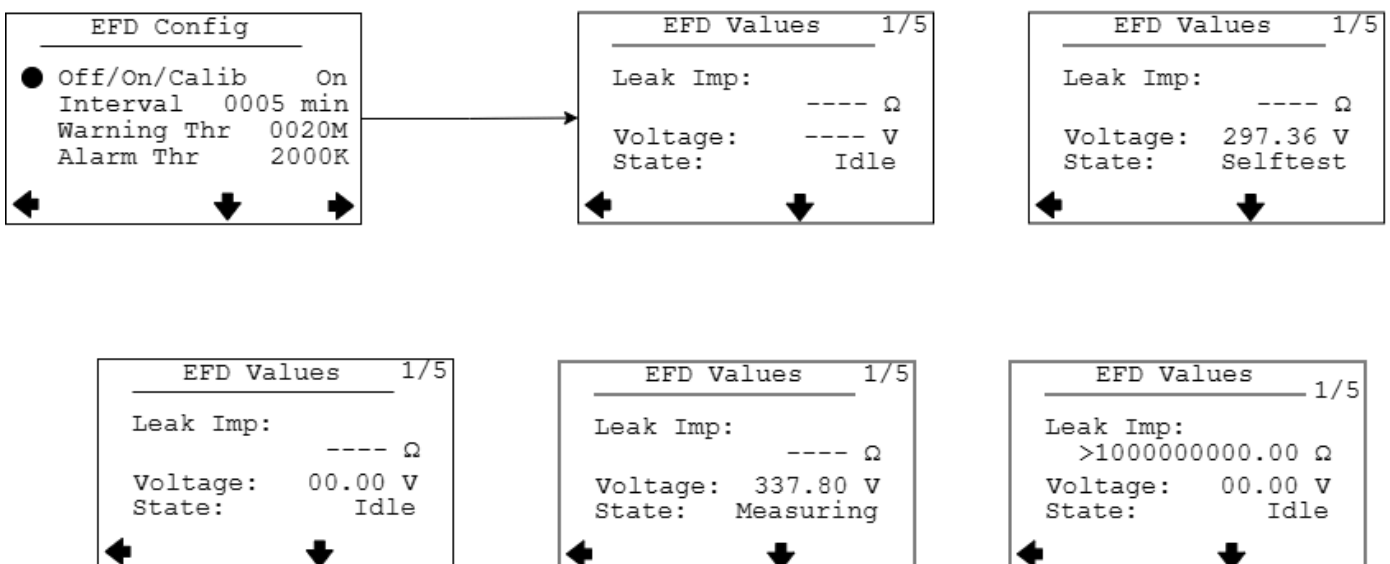 EFD Config
Off/On/Calib On
Interval 0005 min
Warning Thr 0020M
Alarm Thr 2000K
EFD Values 1/5
Leak Imp:
---- Ω
Voltage: ---- V
State: Idle
EFD Values 1/5
Leak Imp:
---- Ω
Voltage: 297.36 V
State: Selftest
EFD Values 1/5
Leak Imp:
---- Ω
Voltage: 00.00 V
State: Idle
EFD Values 1/5
Leak Imp:
---- Ω
Voltage: 337.80 V
State: Measuring
EFD Values 1/5
Leak Imp:
>1000000000.00 Ω
Voltage: 00.00 V
State: Idle